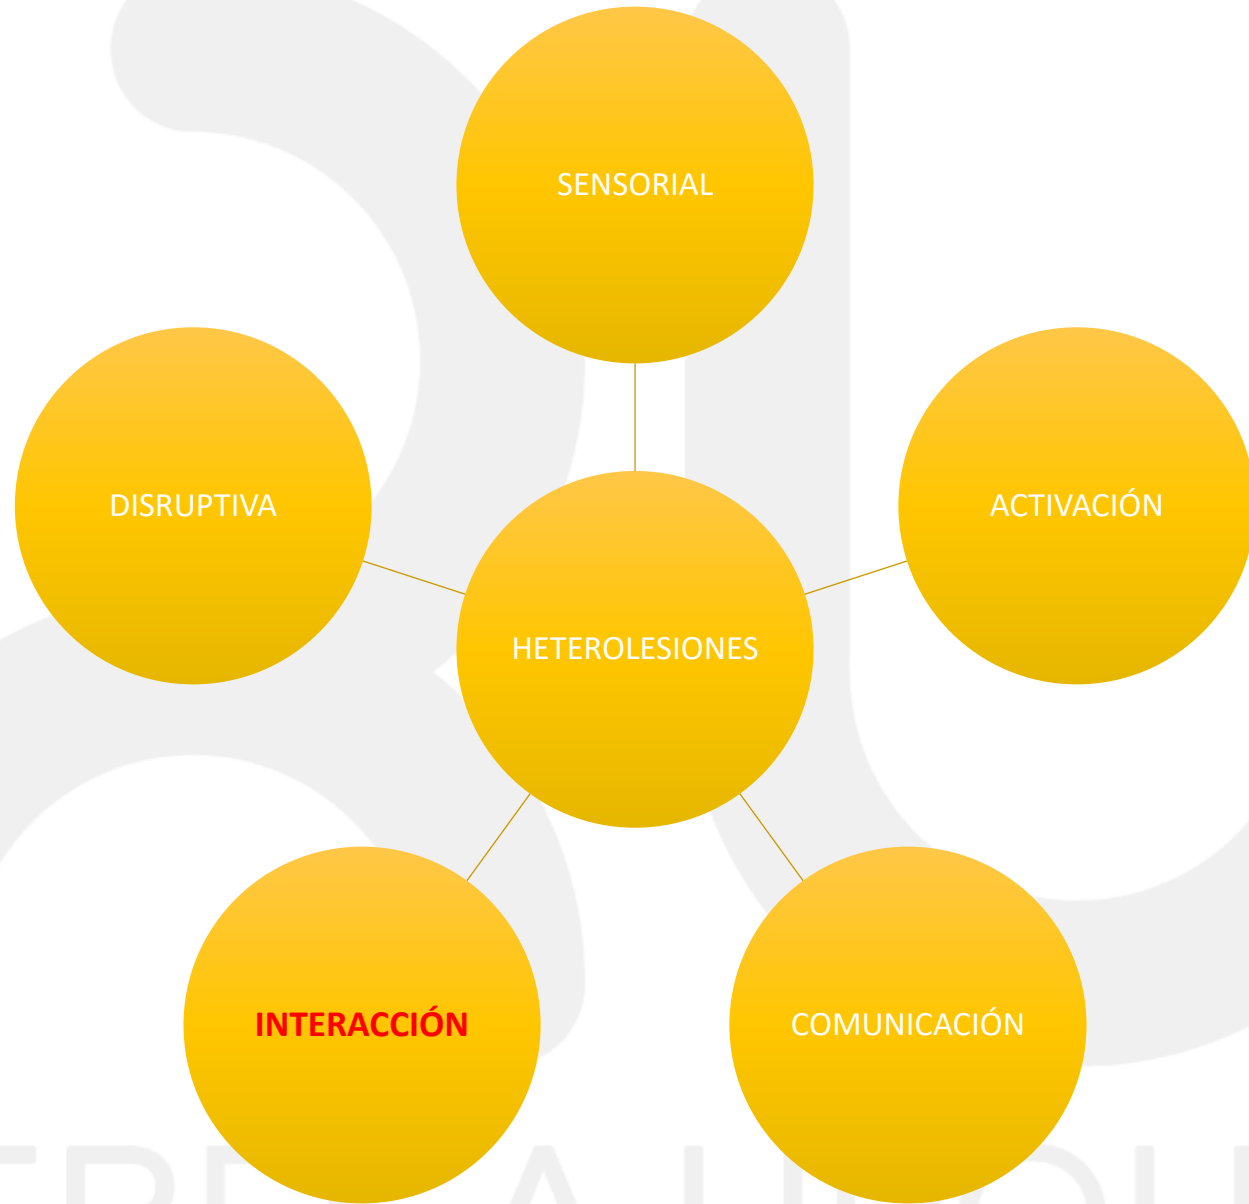 SENSORIAL
DISRUPTIVA
ACTIVACIÓN
HETEROLESIONES
INTERACCIÓN
COMUNICACIÓN